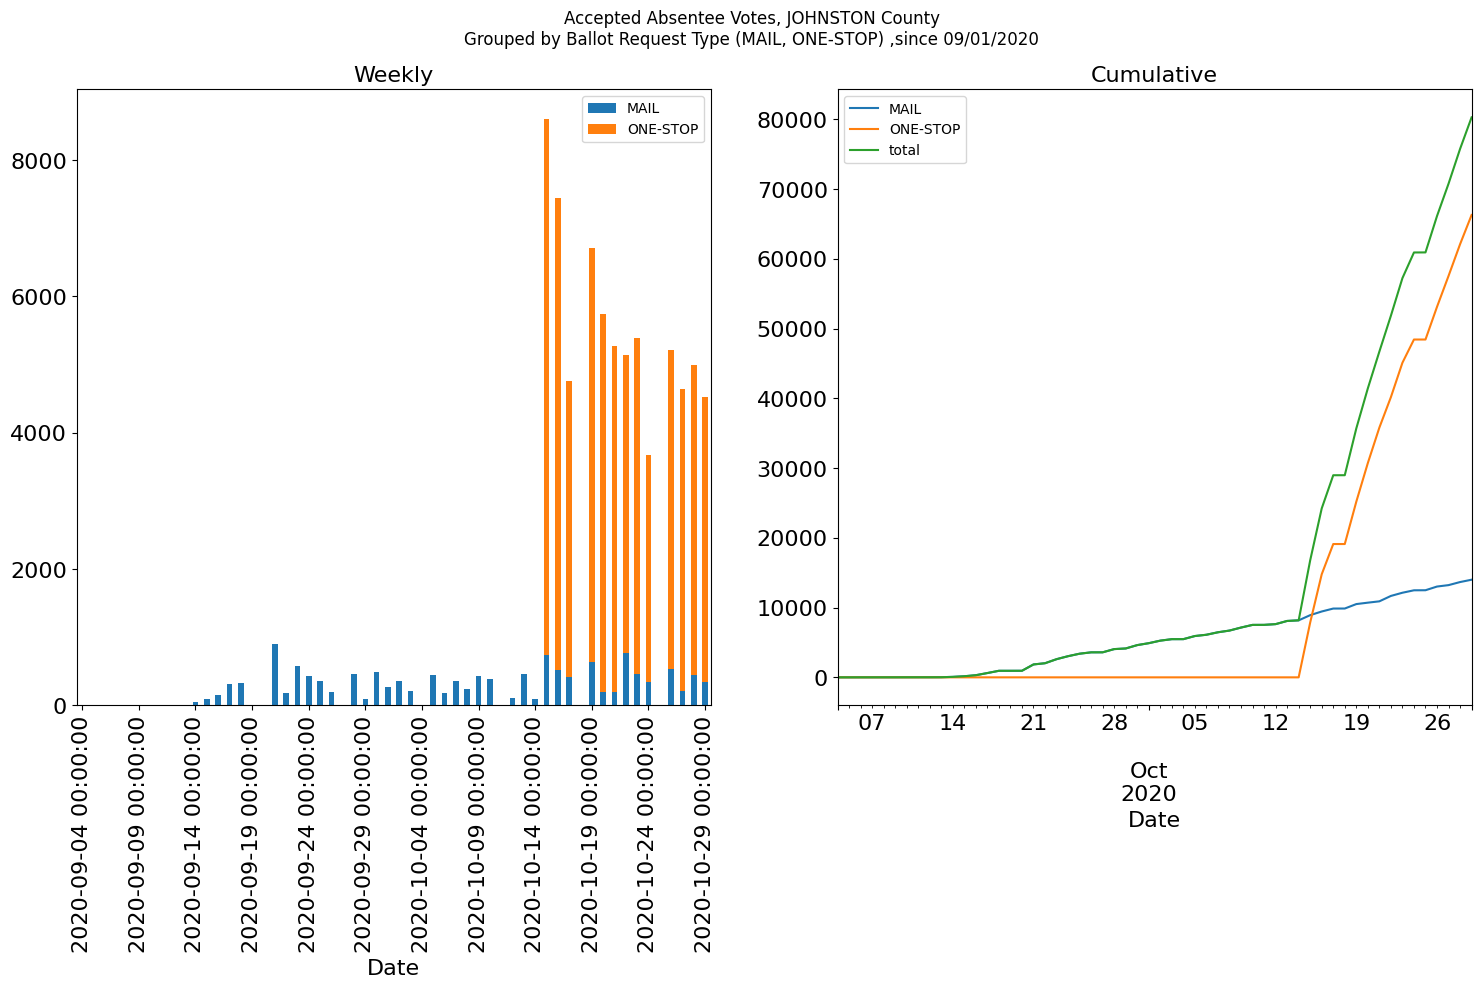 Accepted Absentee Votes, JOHNSTON County
Grouped by Ballot Request Type (MAIL, ONE-STOP) ,since 09/01/2020
Weekly
MAIL
ONE-STOP
8000
6000
4000
2000
0
2020-09-04 00:00:00
2020-09-09 00:00:00
2020-09-14 00:00:00
2020-09-19 00:00:00
2020-09-24 00:00:00
2020-09-29 00:00:00
2020-10-04 00:00:00
2020-10-09 00:00:00
2020-10-14 00:00:00
2020-10-19 00:00:00
2020-10-24 00:00:00
2020-10-29 00:00:00
Date
Cumulative
MAIL
ONE-STOP
total
80000
70000
60000
50000
40000
30000
20000
10000
0
07 14 21 28 05 12 19 26
Oct
2020
Date